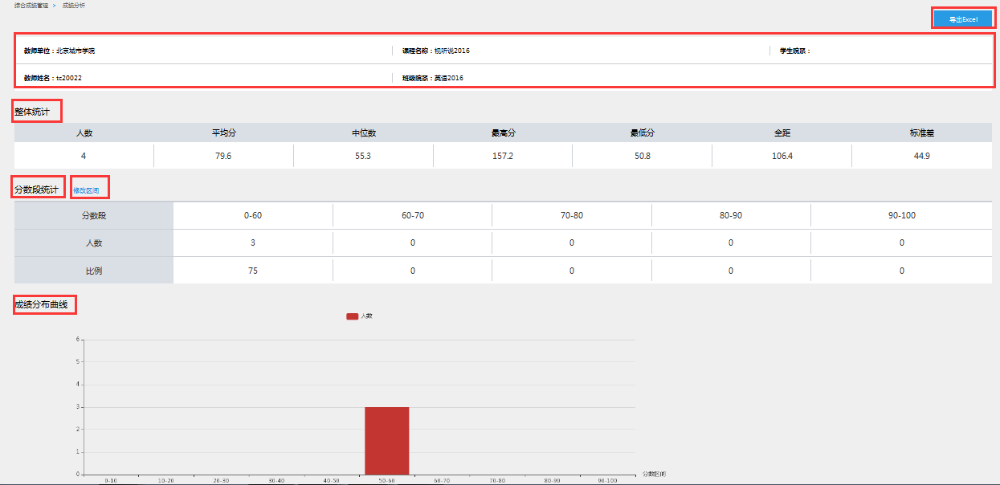 综合成绩管理 > 成绩分析
导出Excel
教师单位：北京城市学院 课程名称：视听说2016 学生院系：
教师姓名：tc20022 班级院系：英语2016
整体统计
人数 平均分 中位数 最高分 最低分 全距 标准差
4 79.6 55.3 157.2 50.8 106.4 44.9
分数段统计 修改区间
分数段 0-60 60-70 70-80 80-90 90-100
人数 3 0 0 0 0
比例 75 0 0 0 0
成绩分布曲线
人数
6
5
4
3
2
1
0
0-10 10-20 20-30 30-40 40-50 50-60 60-70 70-80 80-90 90-100 分数区间